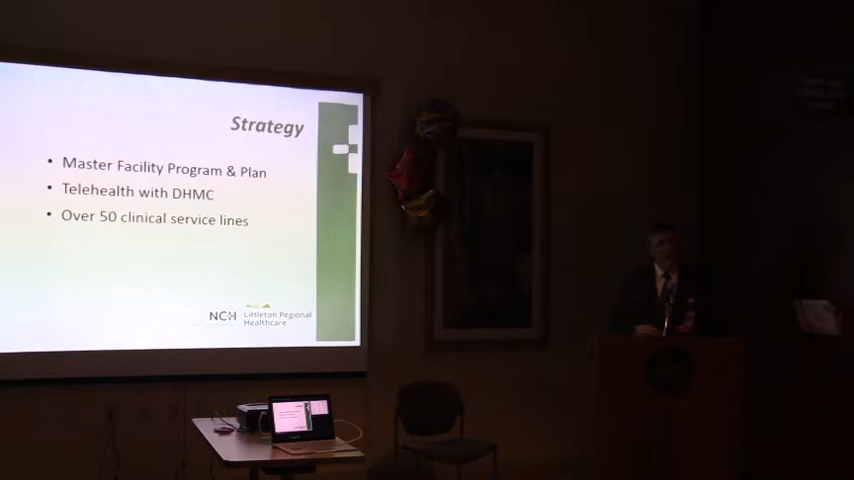 Strategy
• Master Facility Program & Plan
• Telehealth with DHMC
• Over 50 clinical service lines
NCH Littleton Regional
Healthcare